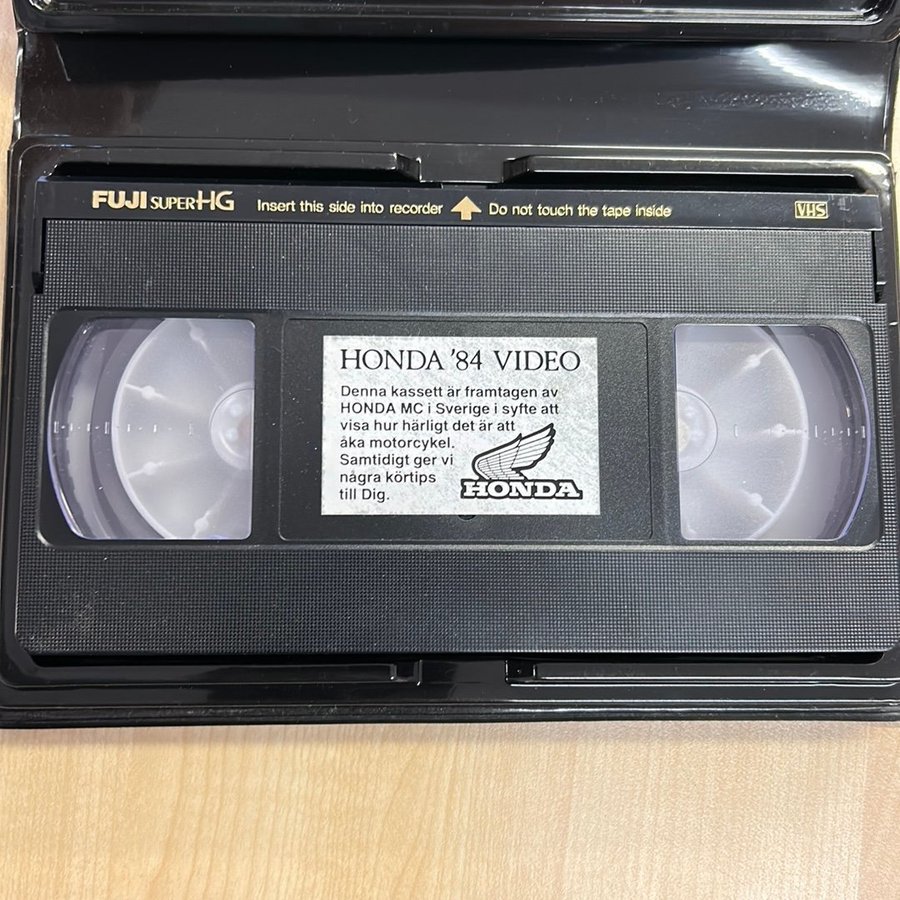 FUJI SUPER HG Insert this side into recorder Do not touch the tape inside VHS
HONDA '84 VIDEO
Denna kassett är framtagen av
HONDA MC i Sverige i syfte att
visa hur härligt det är att
åka motorcykel.
Samtidigt ger vi
några körtips
till Dig.
HONDA